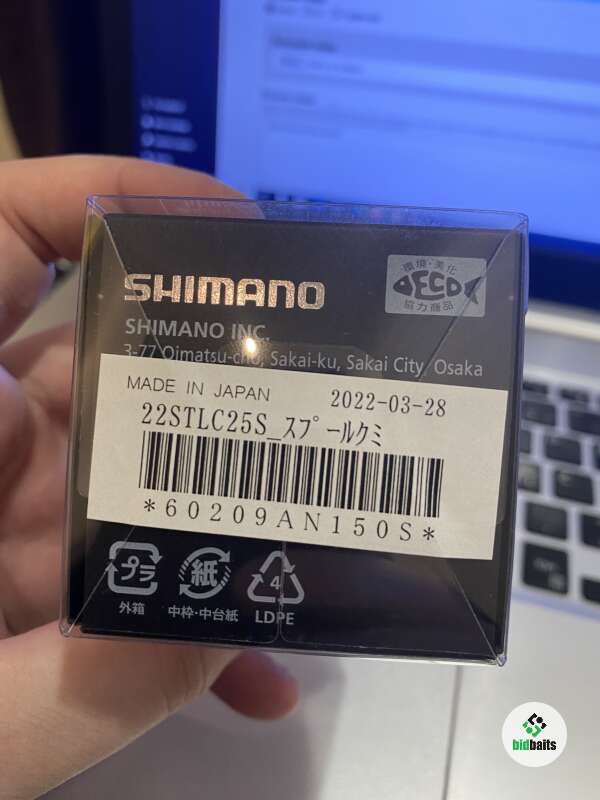 SHIMANO
環境・美化
ECO
協力商品
SHIMANO INC.
3-77 Oimatsu-cho, Sakai-ku, Sakai City, Osaka
MADE IN JAPAN 2022-03-28
22STLC25S_スプールクミ
*60209AN150S*
プラ
外箱
紙
中枠・中台紙
4
LDPE
bidbaits